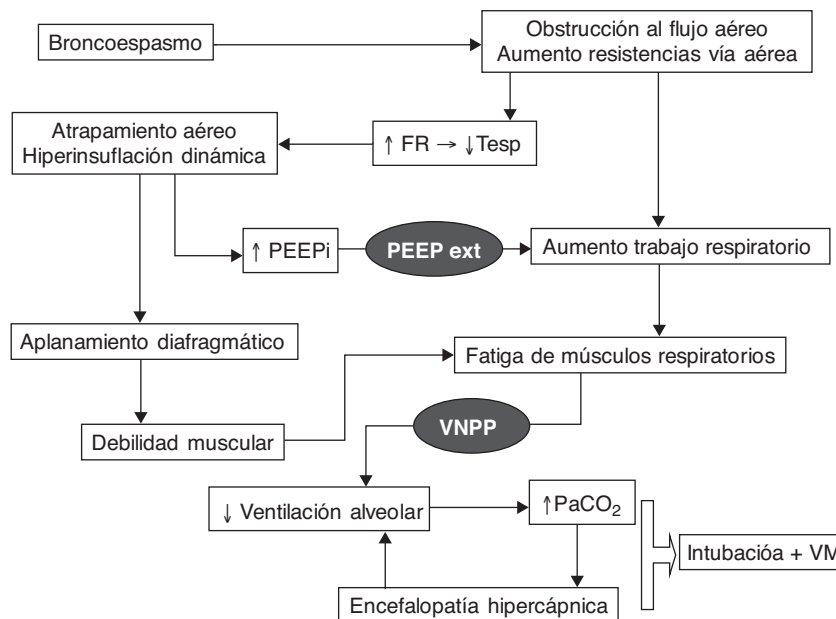 Broncoespasmo
Obstrucción al flujo aéreo
Aumento resistencias vía aérea
Atrapamiento aéreo
Hiperinsuflación dinámica
↑ FR → ↓Tesp
↑ PEEPi
PEEP ext
Aumento trabajo respiratorio
Aplanamiento diafragmático
Fatiga de músculos respiratorios
Debilidad muscular
VNPP
↓ Ventilación alveolar
↑PaCO₂
Intubacióa + VM
Encefalopatía hipercápnica